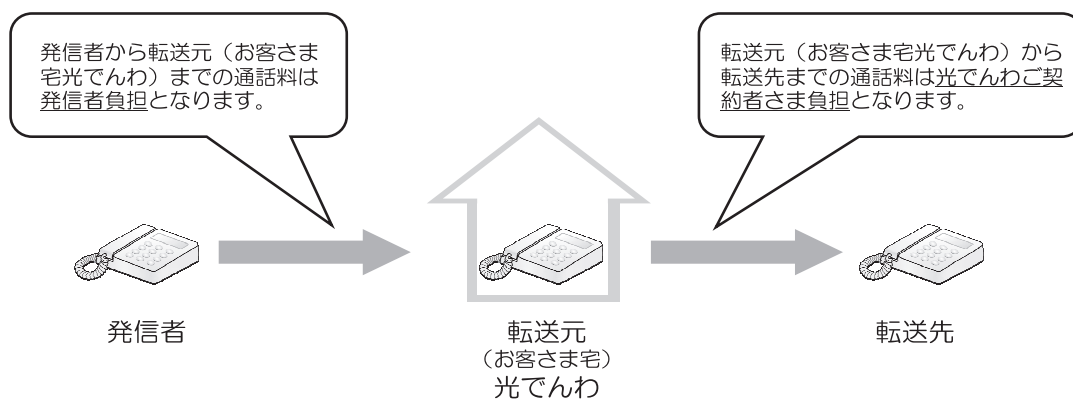 発信者から転送元（お客さま
宅光でんわ）までの通話料は
発信者負担となります。
転送元（お客さま宅光でんわ）から
転送先までの通話料は光でんわご契
約者さま負担となります。
発信者
転送元
（お客さま宅）
光でんわ
転送先